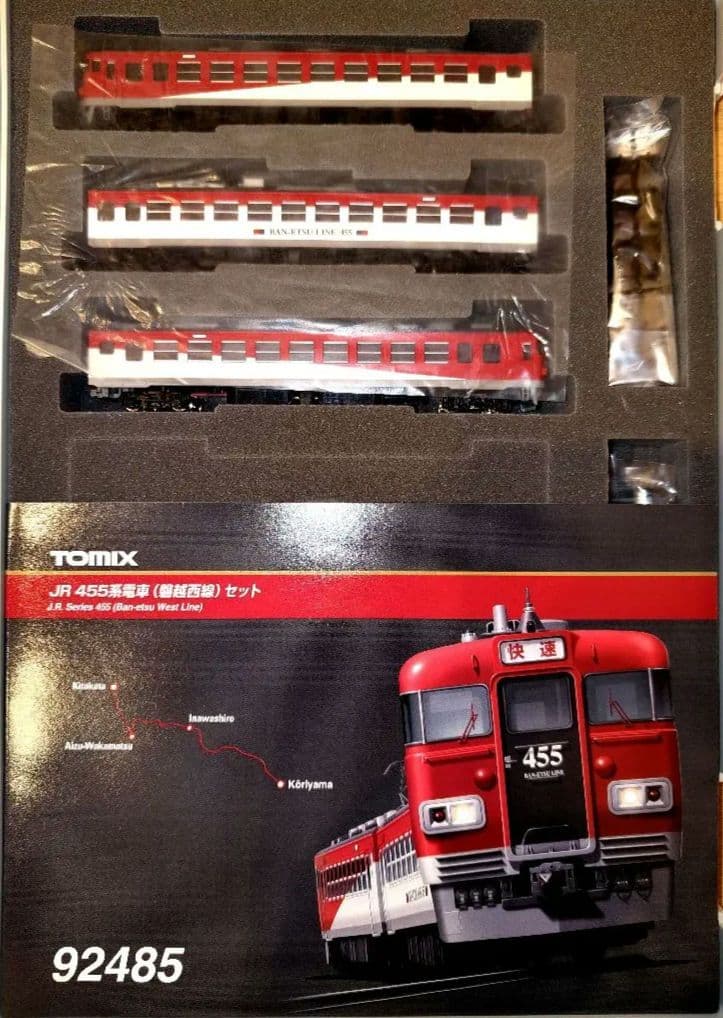 BAN-ETSU LINE 455
TOMIX
JR 455系電車（磐越西線）セット
J.R. Series 455 (Ban-etsu West Line)
快速
Kitakata
Inawashiro
Aizu-Wakamatsu
Kōriyama
455
BAN-ETSU LINE
92485